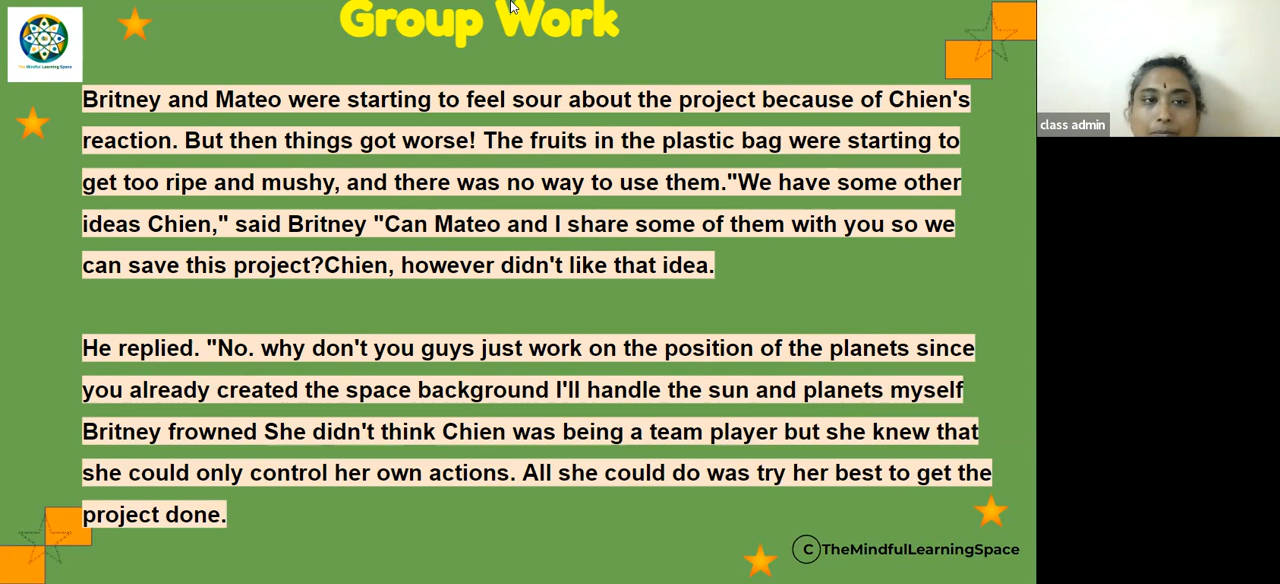 Group Work
The Mindful Learning Space
class admin
Britney and Mateo were starting to feel sour about the project because of Chien's
reaction. But then things got worse! The fruits in the plastic bag were starting to
get too ripe and mushy, and there was no way to use them."We have some other
ideas Chien," said Britney "Can Mateo and I share some of them with you so we
can save this project?Chien, however didn't like that idea.
He replied. "No. why don't you guys just work on the position of the planets since
you already created the space background I'll handle the sun and planets myself
Britney frowned She didn't think Chien was being a team player but she knew that
she could only control her own actions. All she could do was try her best to get the
project done.
C TheMindfulLearningSpace